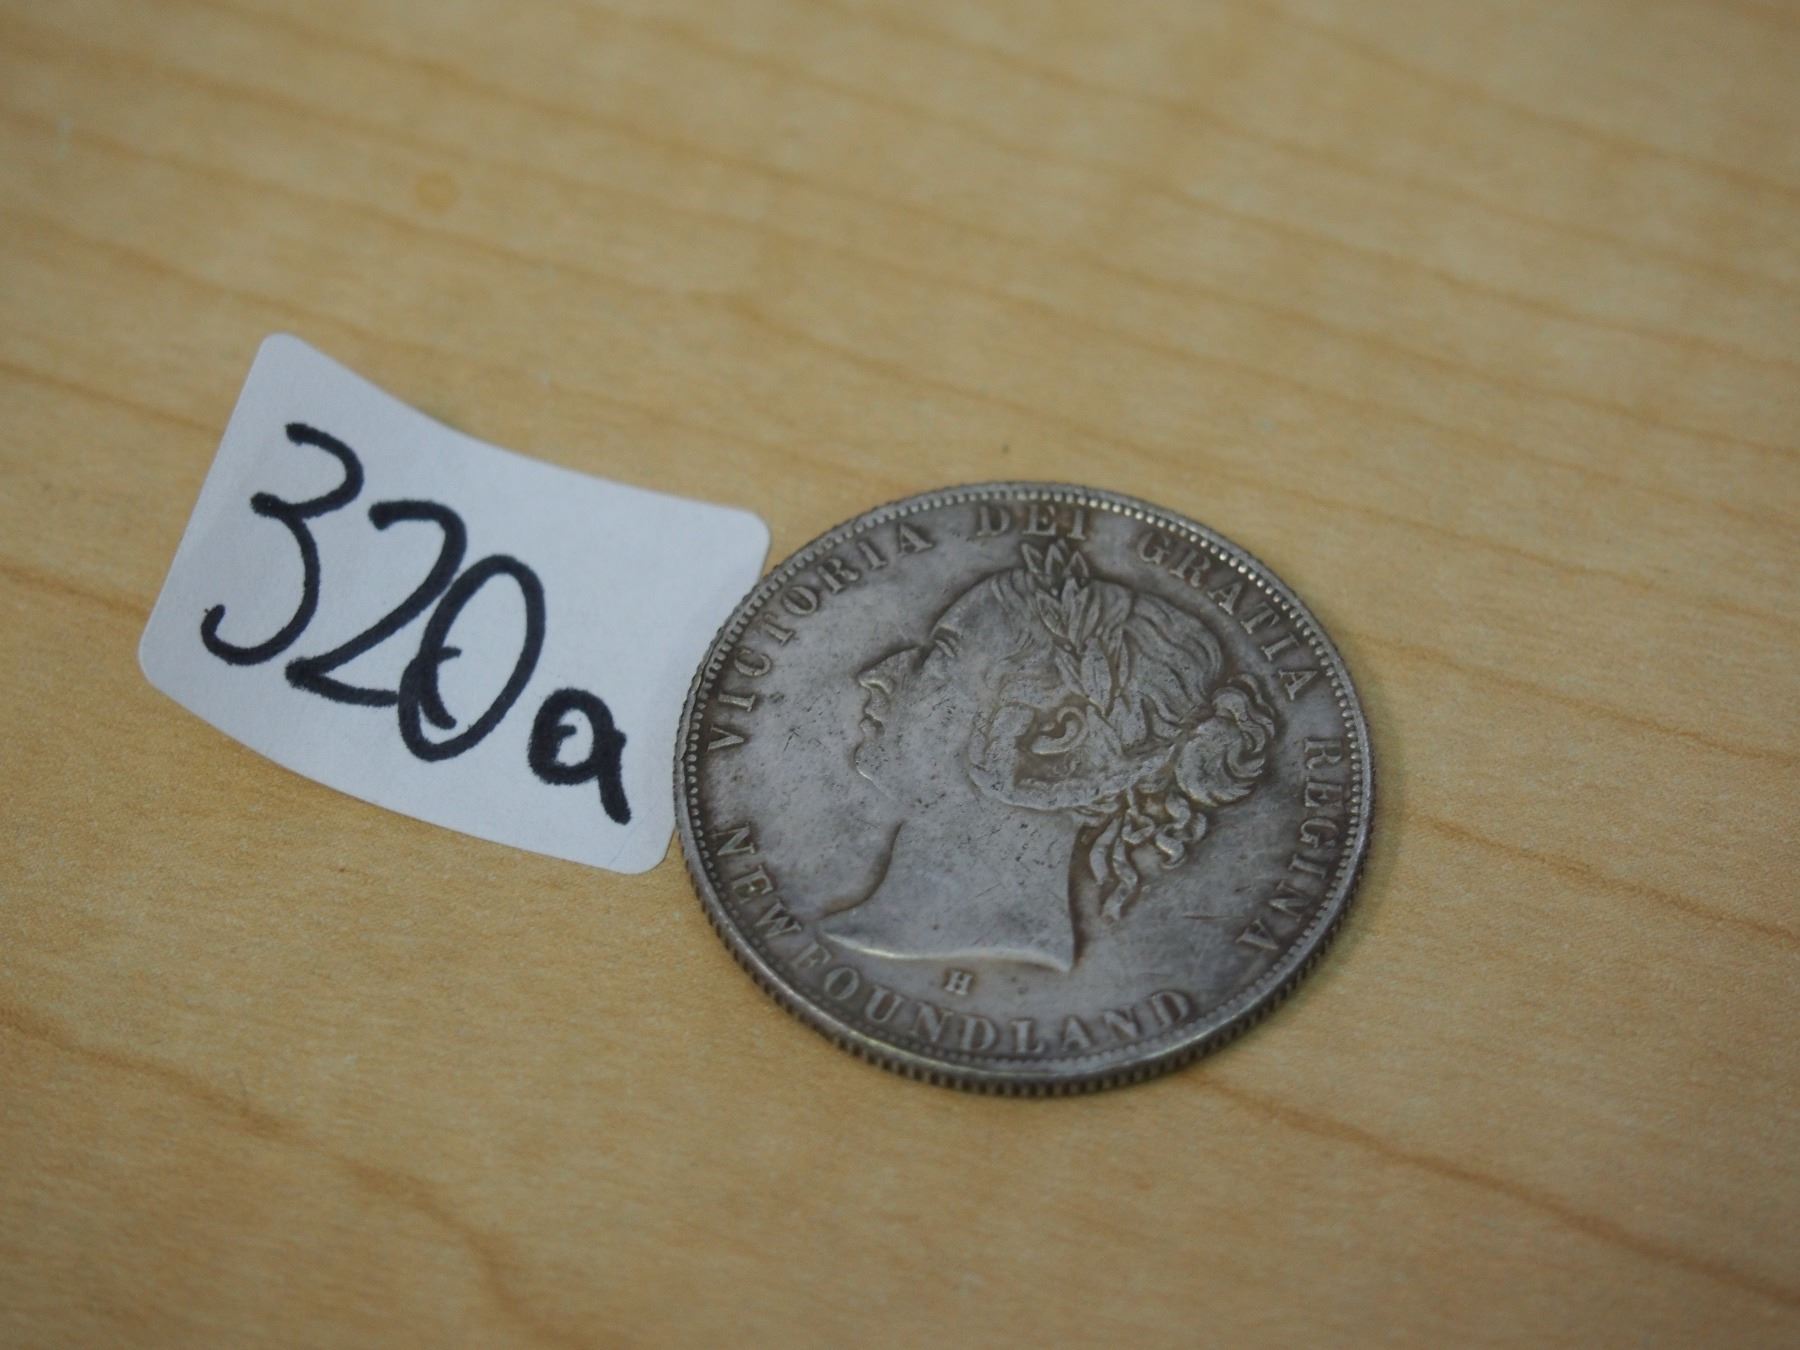 320a
VICTORIA DEI GRATIA REGINA
NEWFOUNDLAND
H